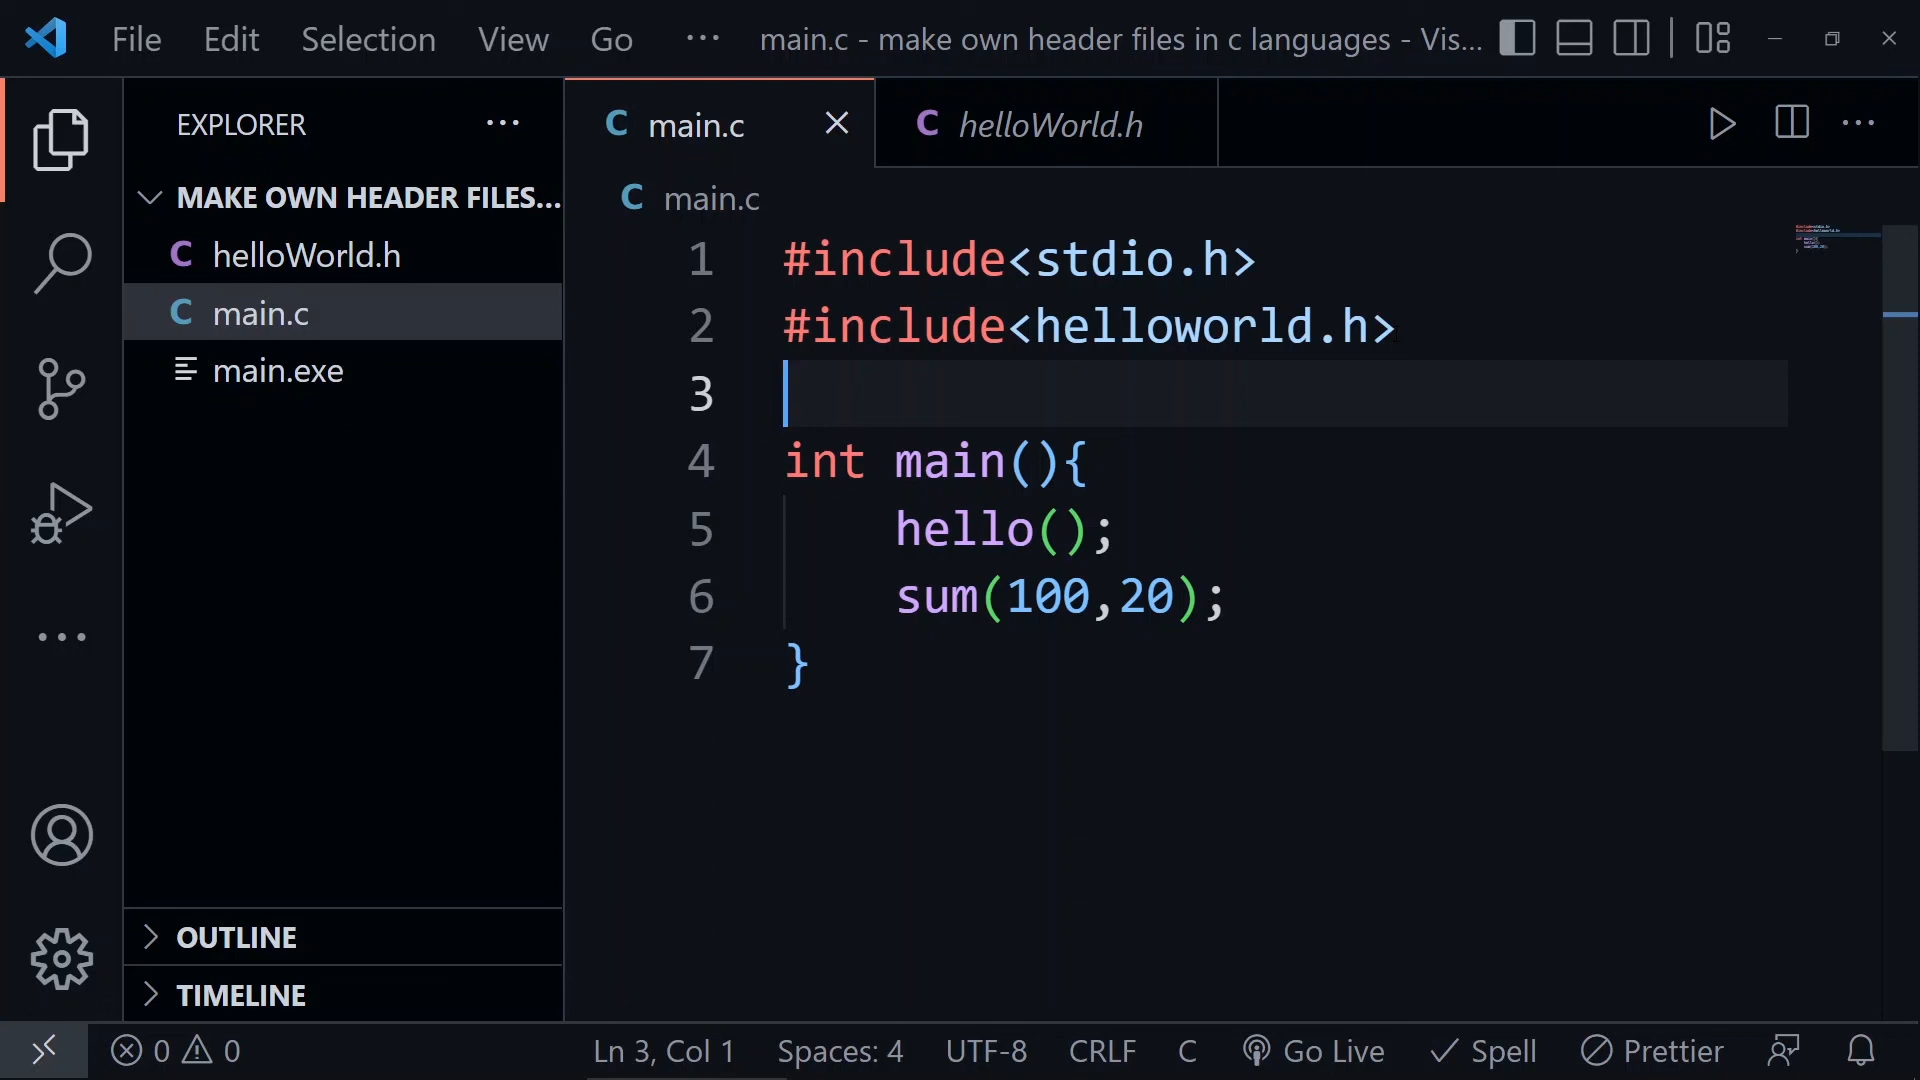 File Edit Selection View Go ··· main.c - make own header files in c languages - Vis...
EXPLORER ···
MAKE OWN HEADER FILES...
C helloWorld.h
C main.c
main.exe
OUTLINE
TIMELINE
C main.c C helloWorld.h ···
C main.c
1 #include<stdio.h>
2 #include<helloworld.h>
3
4 int main(){
5 hello();
6 sum(100,20);
7 }
0 0 Ln 3, Col 1 Spaces: 4 UTF-8 CRLF C Go Live Spell Prettier